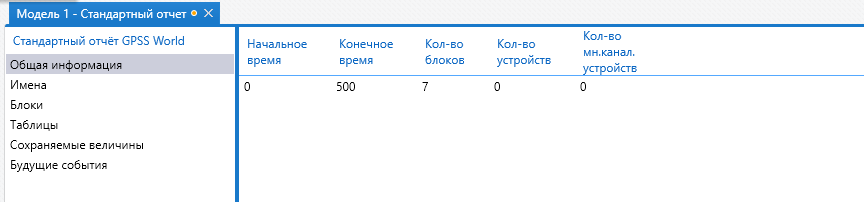 Модель 1 - Стандартный отчет
Стандартный отчёт GPSS World
Общая информация
Имена
Блоки
Таблицы
Сохраняемые величины
Будущие события
Начальное время
Конечное время
Кол-во блоков
Кол-во устройств
Кол-во мн.канал. устройств
0 500 7 0 0